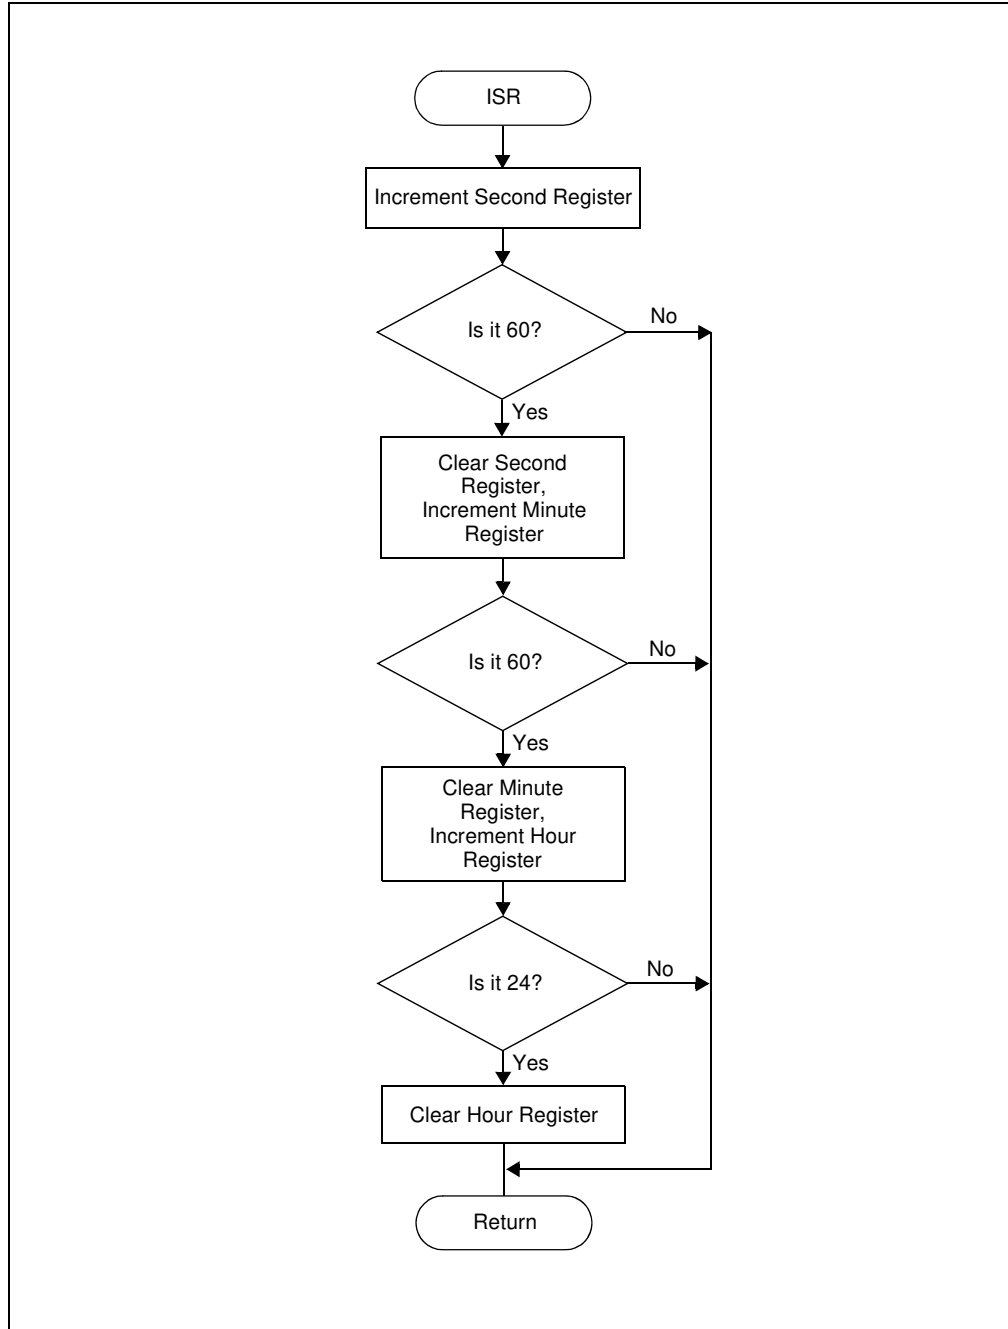 ISR
Increment Second Register
Is it 60?
No
Yes
Clear Second
Register,
Increment Minute
Register
Is it 60?
No
Yes
Clear Minute
Register,
Increment Hour
Register
Is it 24?
No
Yes
Clear Hour Register
Return